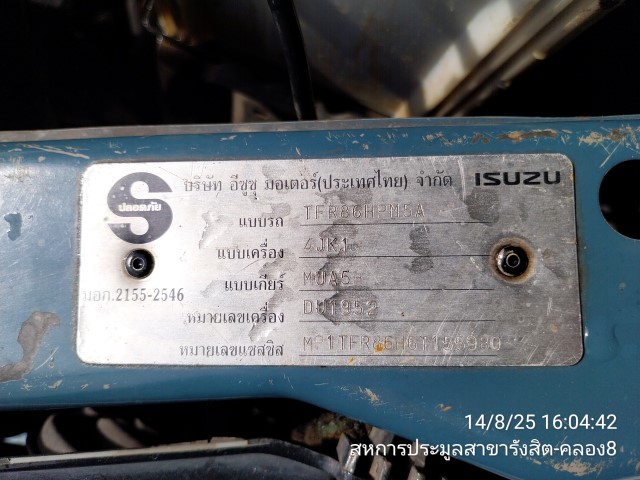 บริษัท อีซูซุ มอเตอร์(ประเทศไทย) จำกัด ISUZU
S ปลอดภัย
แบบรถ TFR86HPM5A
แบบเครื่อง 4JK1
แบบเกียร์ MUA5
มอก.2155-2546
หมายเลขเครื่อง
หมายเลขแชสซิส
14/8/25 16:04:42
สหการประมูลสาขารังสิต-คลอง8